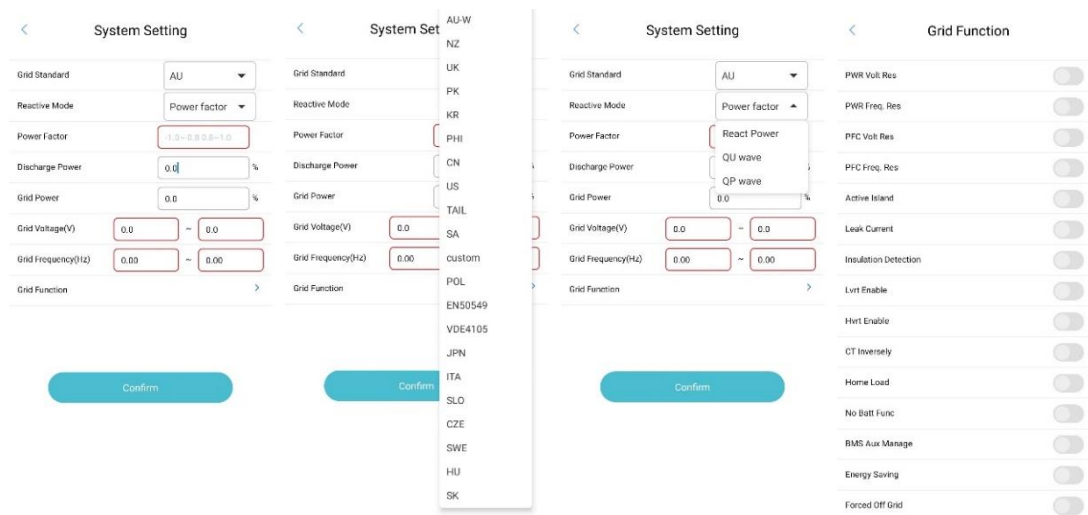 System Setting
Grid Standard
AU
Reactive Mode
Power factor
Power Factor
-1.0~-0.8 0.8~1.0
Discharge Power
0.0
%
Grid Power
0.0
%
Grid Voltage(V)
0.0 ~ 0.0
Grid Frequency(Hz)
0.00 ~ 0.00
Grid Function
Confirm
System Set
Grid Standard
Reactive Mode
Power Factor
Discharge Power
Grid Power
Grid Voltage(V)
0.0
Grid Frequency(Hz)
0.00
Grid Function
Confirm
AU-W
NZ
UK
PK
KR
PHI
CN
US
TAIL
SA
custom
POL
EN50549
VDE4105
JPN
ITA
SLO
CZE
SWE
HU
SK
System Setting
Grid Standard
AU
Reactive Mode
Power factor
Power Factor
React Power
QU wave
QP wave
Discharge Power
Grid Power
0.0
%
Grid Voltage(V)
0.0 ~ 0.0
Grid Frequency(Hz)
0.00 ~ 0.00
Grid Function
Confirm
Grid Function
PWR Volt Res
PWR Freq. Res
PFC Volt Res
PFC Freq. Res
Active Island
Leak Current
Insulation Detection
Lvrt Enable
Hvrt Enable
CT Inversely
Home Load
No Batt Func
BMS Aux Manage
Energy Saving
Forced Off Grid